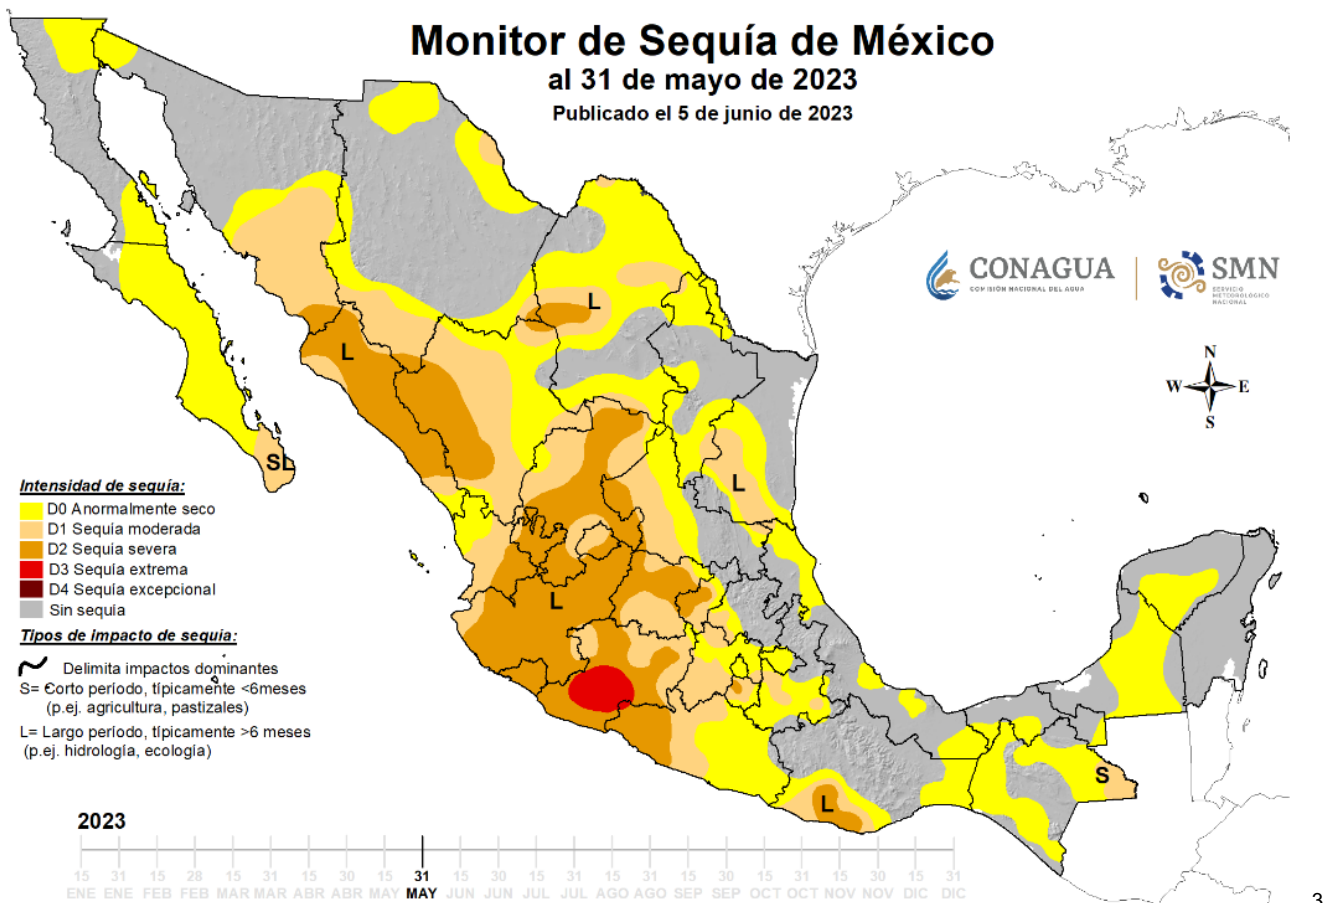 Monitor de Sequía de México
al 31 de mayo de 2023
Publicado el 5 de junio de 2023
CONAGUA
COMISIÓN NACIONAL DEL AGUA
SMN
SERVICIO
METEOROLÓGICO
NACIONAL
N
W E
S
L
L
SL
L
L
L
S
Intensidad de sequía:
D0 Anormalmente seco
D1 Sequía moderada
D2 Sequía severa
D3 Sequía extrema
D4 Sequía excepcional
Sin sequia
Tipos de impacto de sequia:
Delimita impactos dominantes
S= Corto período, típicamente <6meses
(p.ej. agricultura, pastizales)
L= Largo período, típicamente >6 meses
(p.ej. hidrología, ecología)
2023
15 31 15 28 15 31 15 30 15 31 15 30 15 31 15 31 15 30 15 31 15 30 15 31
ENE ENE FEB FEB MAR MAR ABR ABR MAY MAY JUN JUN JUL JUL AGO AGO SEP SEP OCT OCT NOV NOV DIC DIC
3